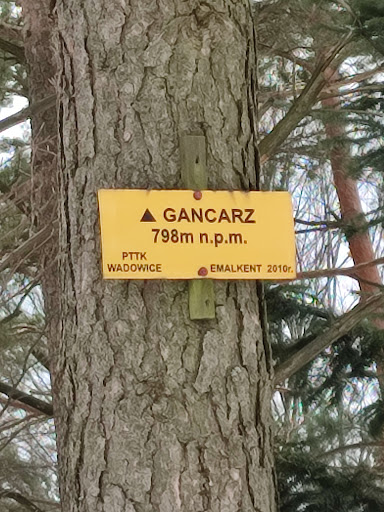 ▲ GANCARZ
798m n.p.m.
PTTK
WADOWICE
EMALKENT 2010r.